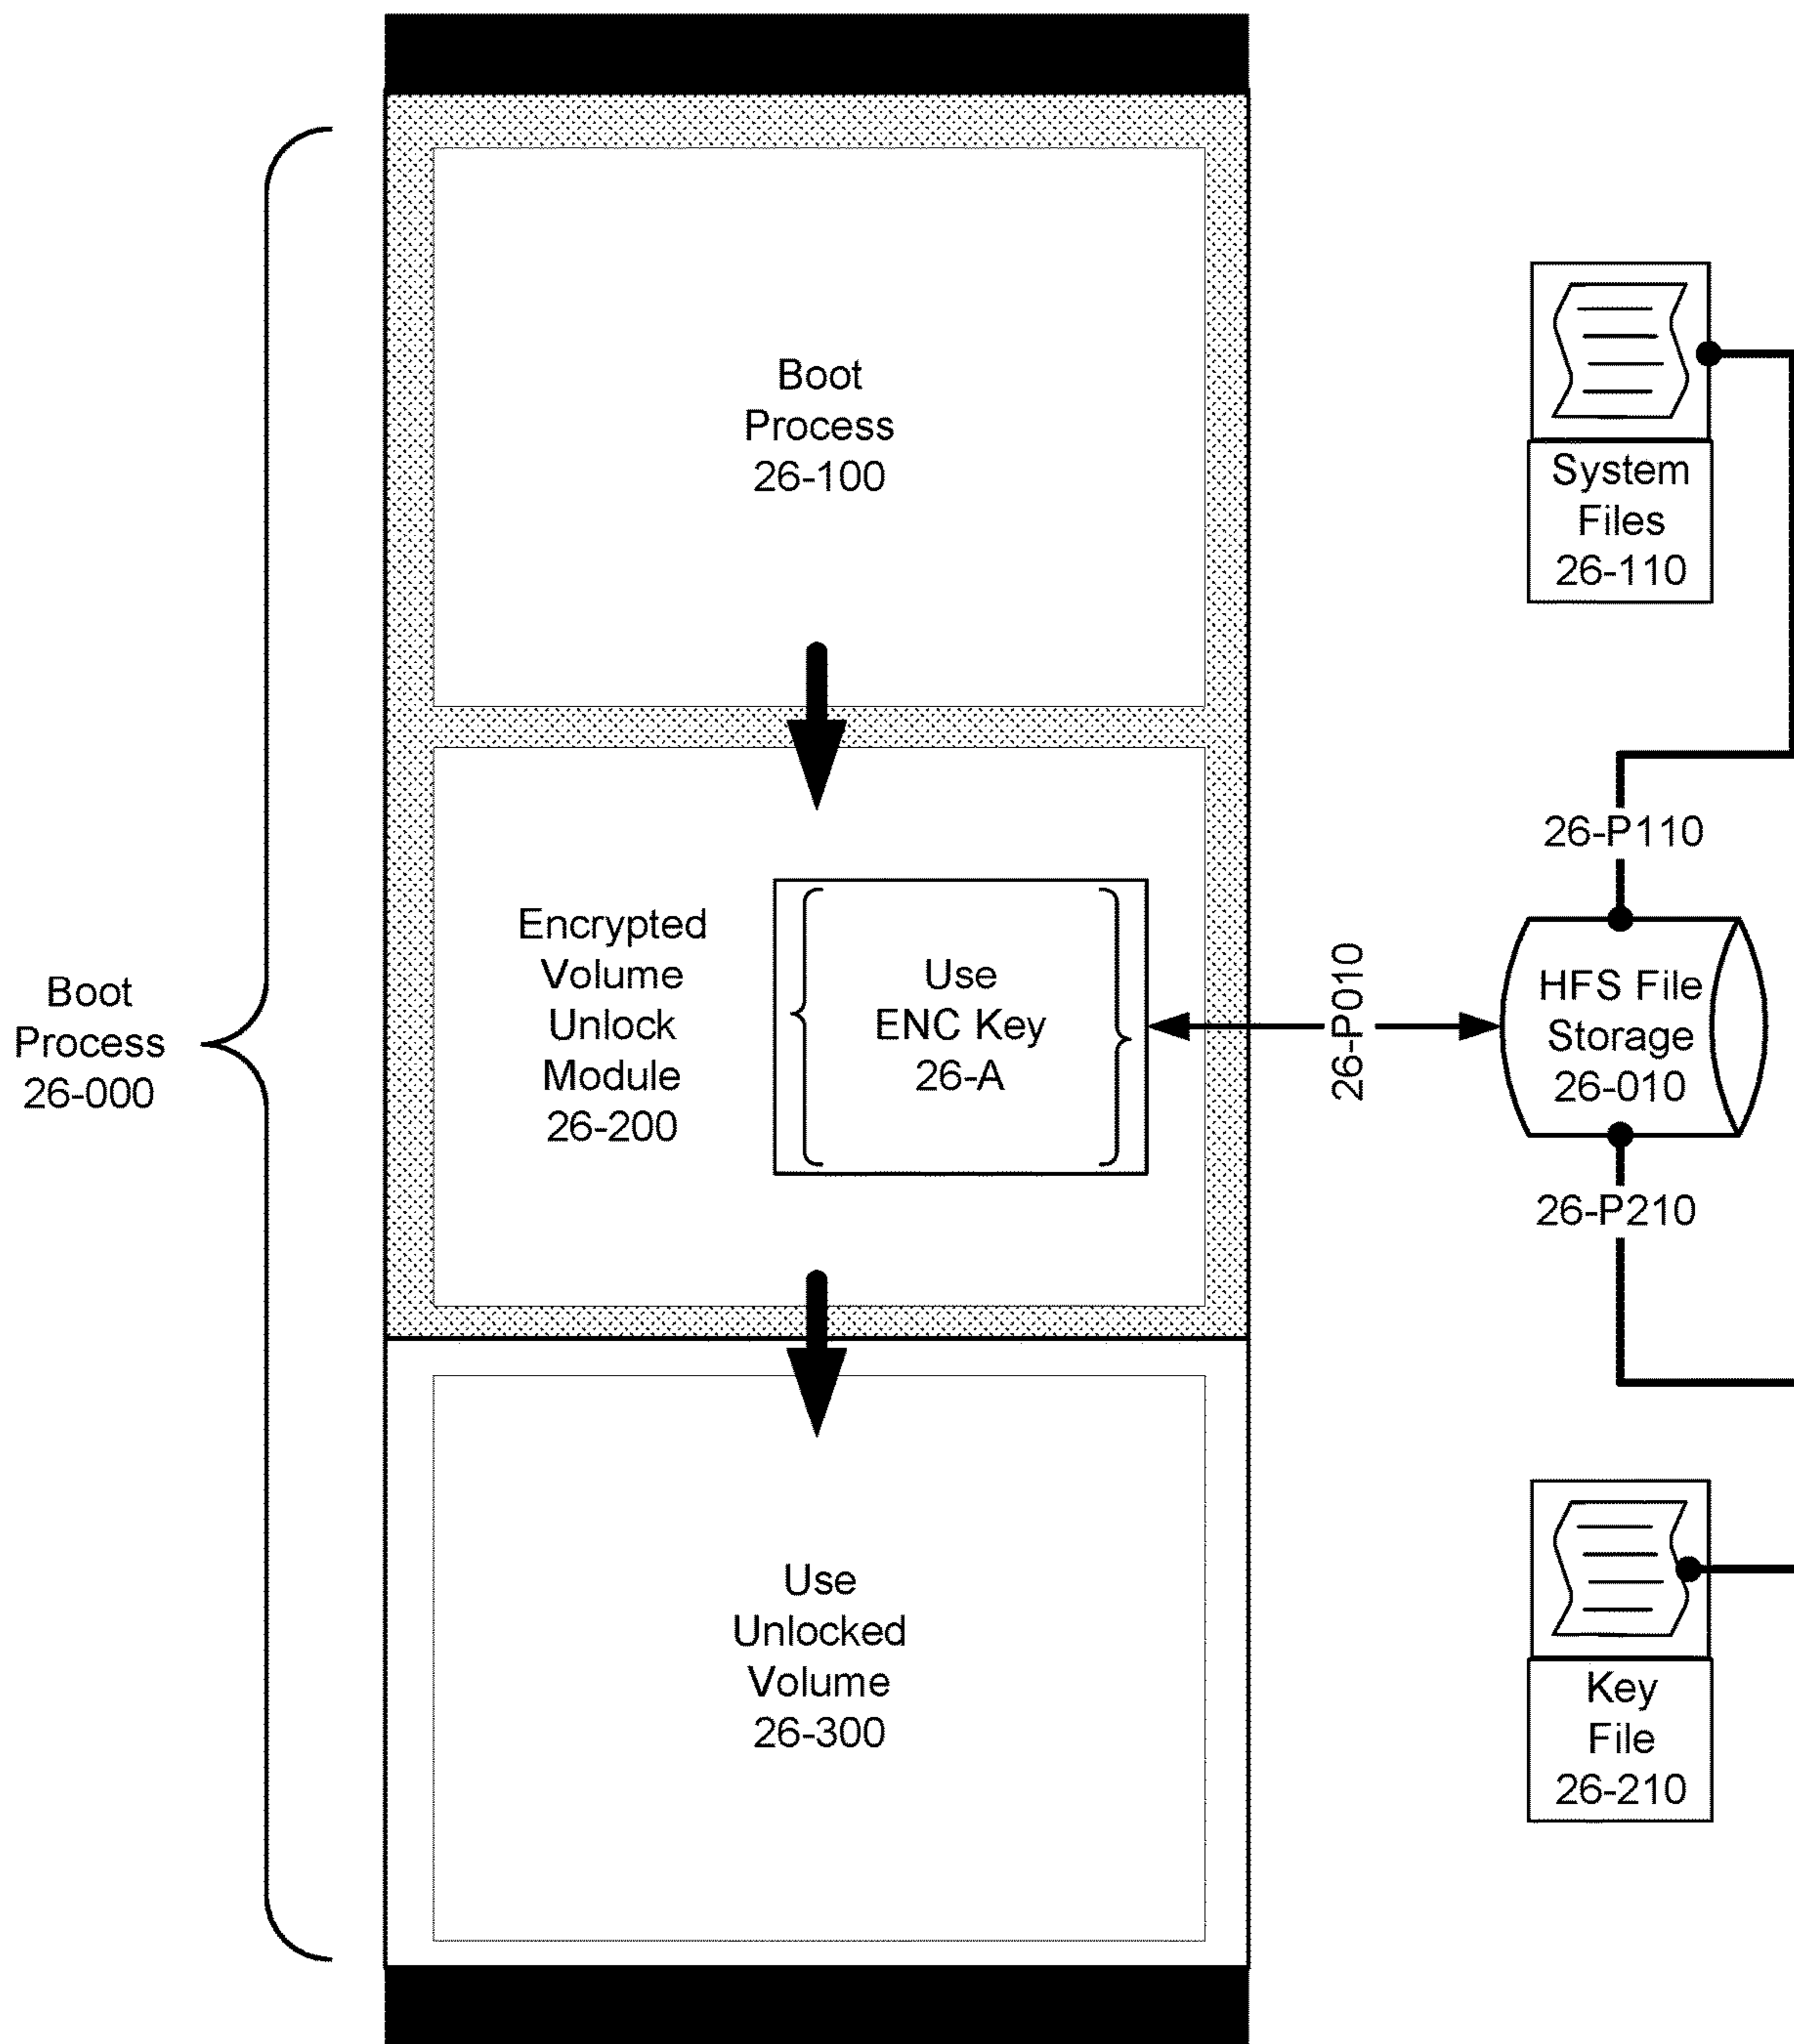 Boot
Process
26-000
Boot
Process
26-100
Encrypted
Volume
Unlock
Module
26-200
Use
ENC Key
26-A
Use
Unlocked
Volume
26-300
26-P010
System
Files
26-110
26-P110
HFS File
Storage
26-010
26-P210
Key
File
26-210